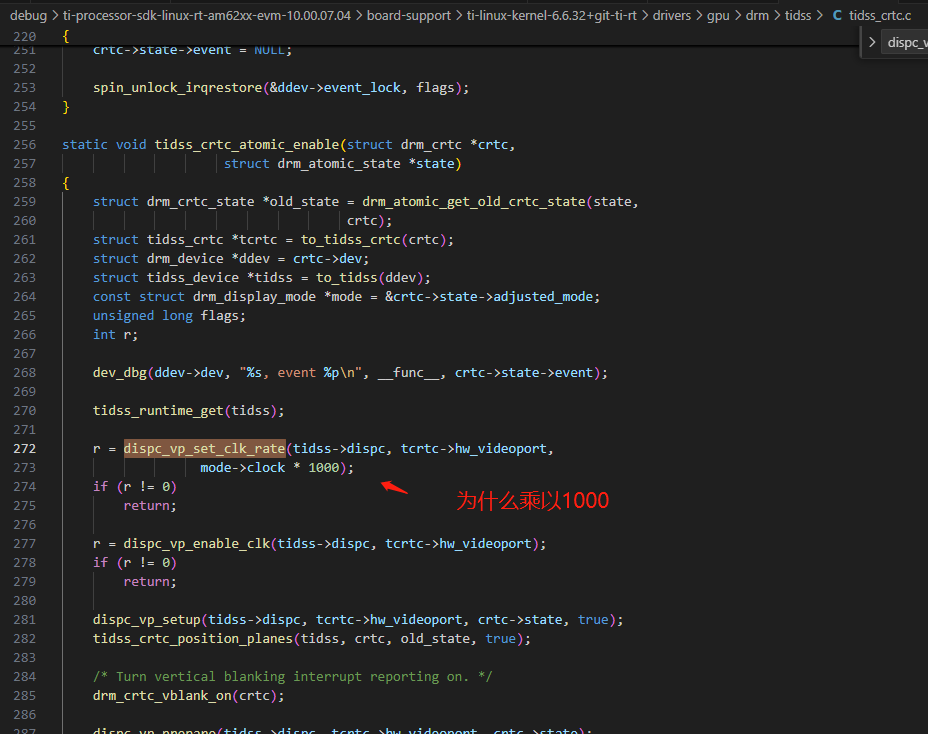 debug > ti-processor-sdk-linux-rt-am62xx-evm-10.00.07.04 > board-support > ti-linux-kernel-6.6.32+git-ti-rt > drivers > gpu > drm > tidss > C tidss_crtc.c
220 {
> dispc_v
251 crtc->state->event = NULL;
252
253 spin_unlock_irqrestore(&ddev->event_lock, flags);
254 }
255
256 static void tidss_crtc_atomic_enable(struct drm_crtc *crtc,
257 struct drm_atomic_state *state)
258 {
259 struct drm_crtc_state *old_state = drm_atomic_get_old_crtc_state(state,
260 crtc);
261 struct tidss_crtc *tcrtc = to_tidss_crtc(crtc);
262 struct drm_device *ddev = crtc->dev;
263 struct tidss_device *tidss = to_tidss(ddev);
264 const struct drm_display_mode *mode = &crtc->state->adjusted_mode;
265 unsigned long flags;
266 int r;
267
268 dev_dbg(ddev->dev, "%s, event %p\n", __func__, crtc->state->event);
269
270 tidss_runtime_get(tidss);
271
272 r = dispc_vp_set_clk_rate(tidss->dispc, tcrtc->hw_videoport,
273 mode->clock * 1000);
274 if (r != 0)
为什么乘以1000
275 return;
276
277 r = dispc_vp_enable_clk(tidss->dispc, tcrtc->hw_videoport);
278 if (r != 0)
279 return;
280
281 dispc_vp_setup(tidss->dispc, tcrtc->hw_videoport, crtc->state, true);
282 tidss_crtc_position_planes(tidss, crtc, old_state, true);
283
284 /* Turn vertical blanking interrupt reporting on. */
285 drm_crtc_vblank_on(crtc);
286
287 dispc_vp_prepare(tidss->dispc, tcrtc->hw_videoport, crtc->state);